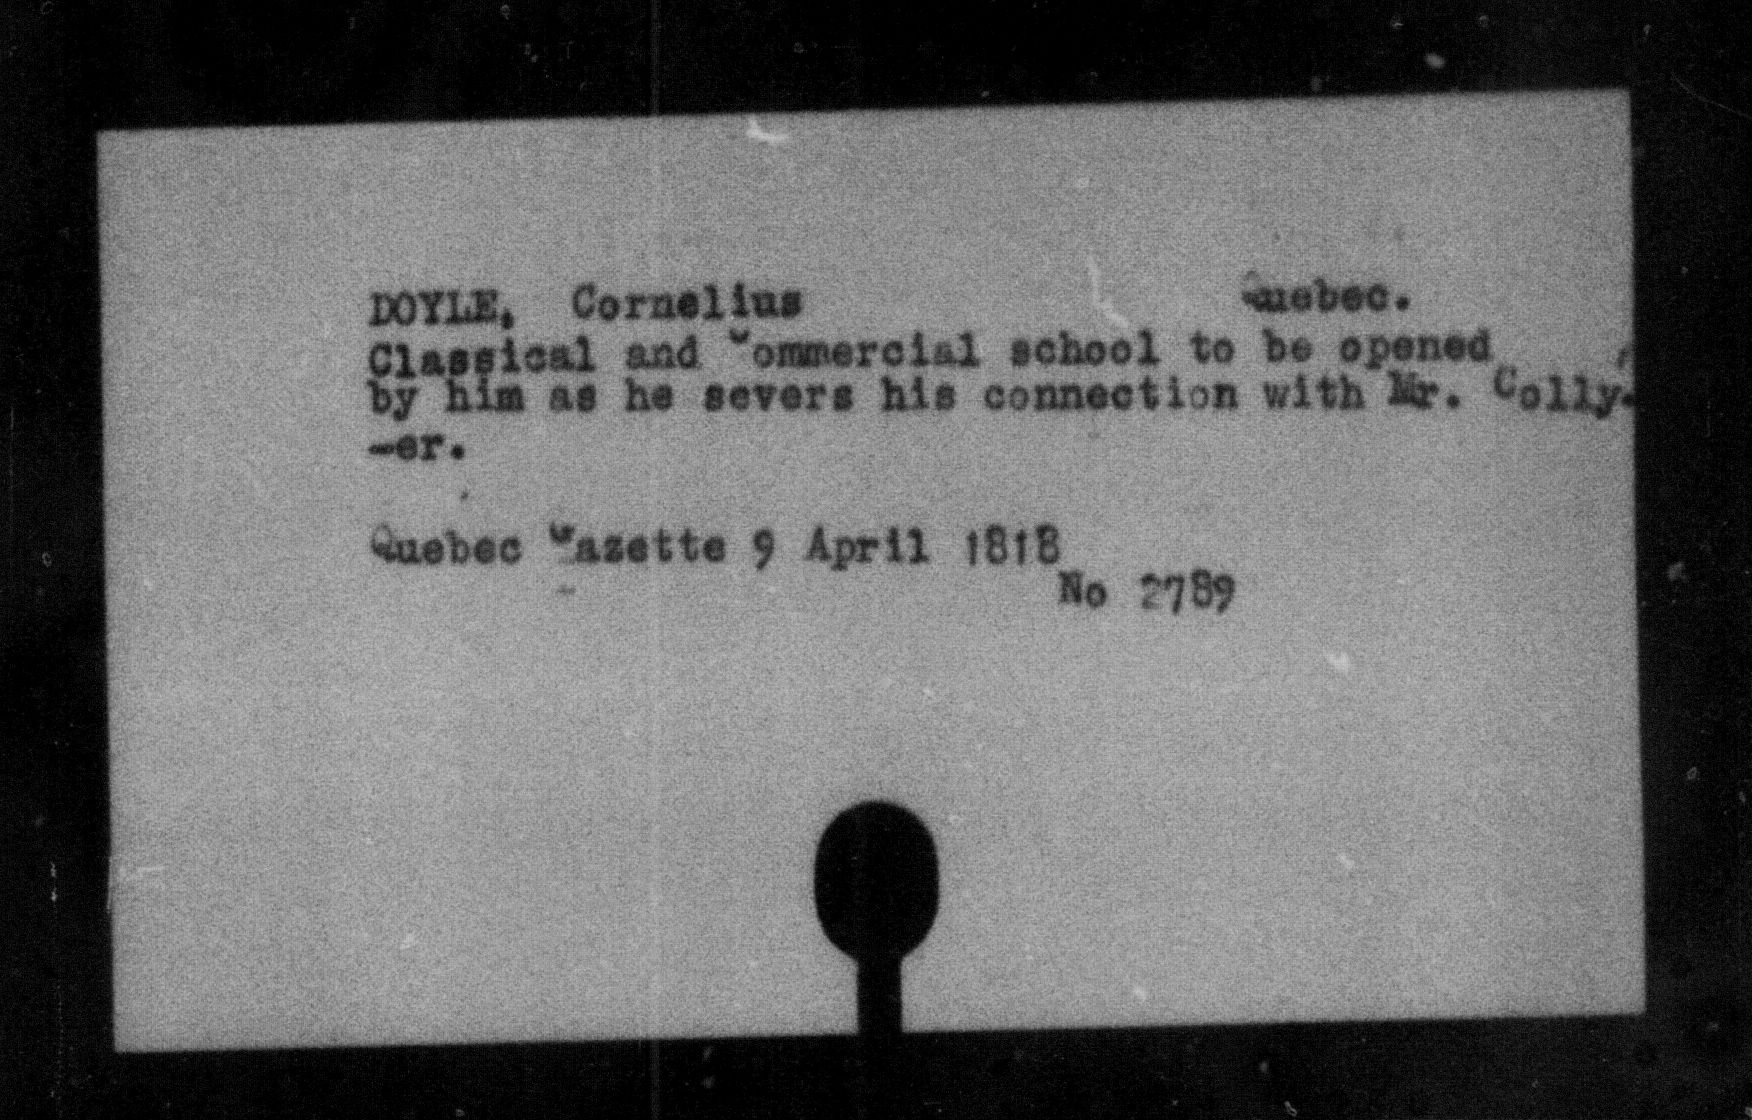 DOYLE, Cornelius Quebec.
Classical and Commercial school to be opened
by him as he severs his connection with Mr. Colly-
-er.
Quebec Gazette 9 April 1818
No 2789